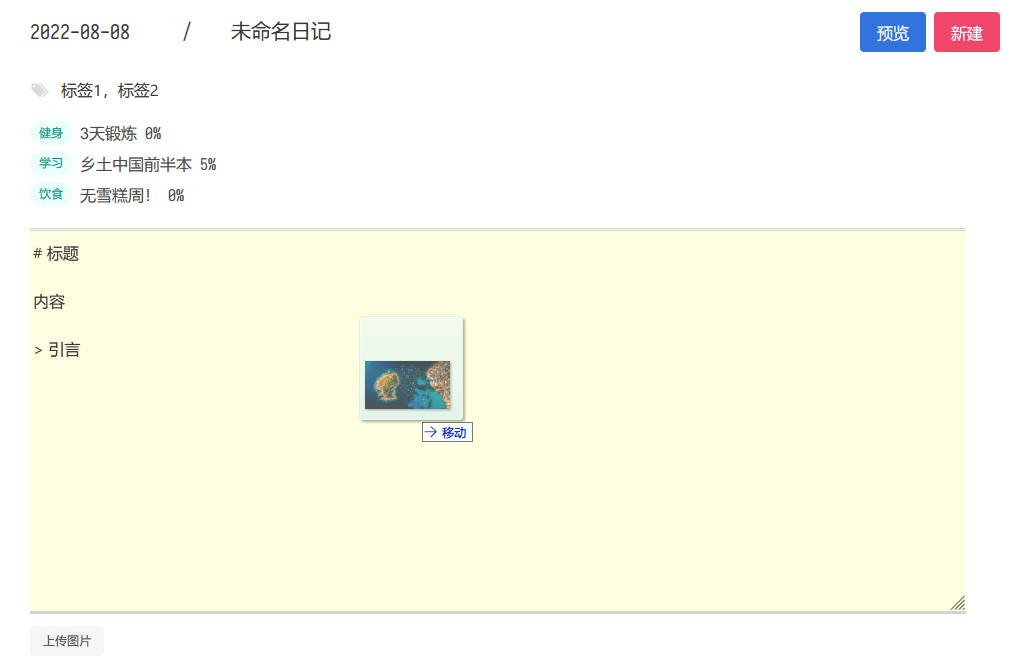 2022-08-08 / 未命名日记 预览 新建
标签1，标签2
健身 3天锻炼 0%
学习 乡土中国前半本 5%
饮食 无雪糕周！ 0%
# 标题
内容
> 引言
→ 移动
上传图片